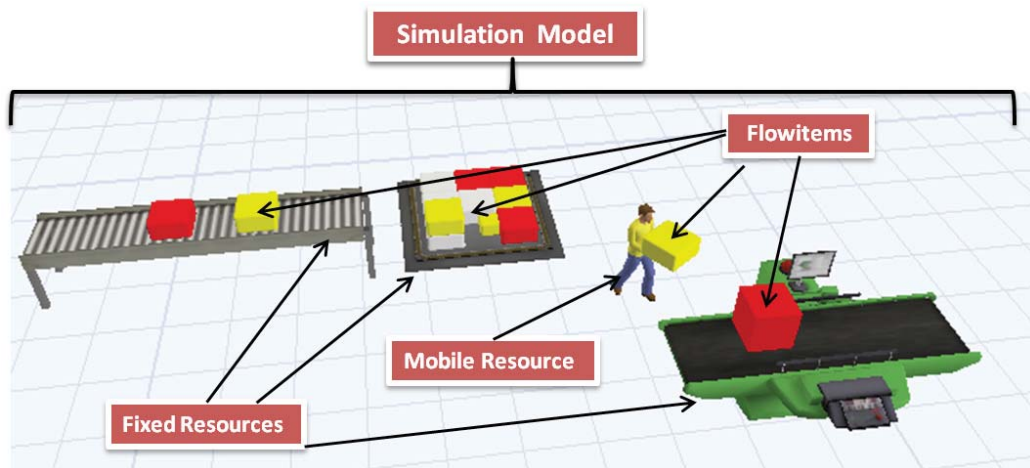 Simulation Model
Flowitems
Mobile Resource
Fixed Resources